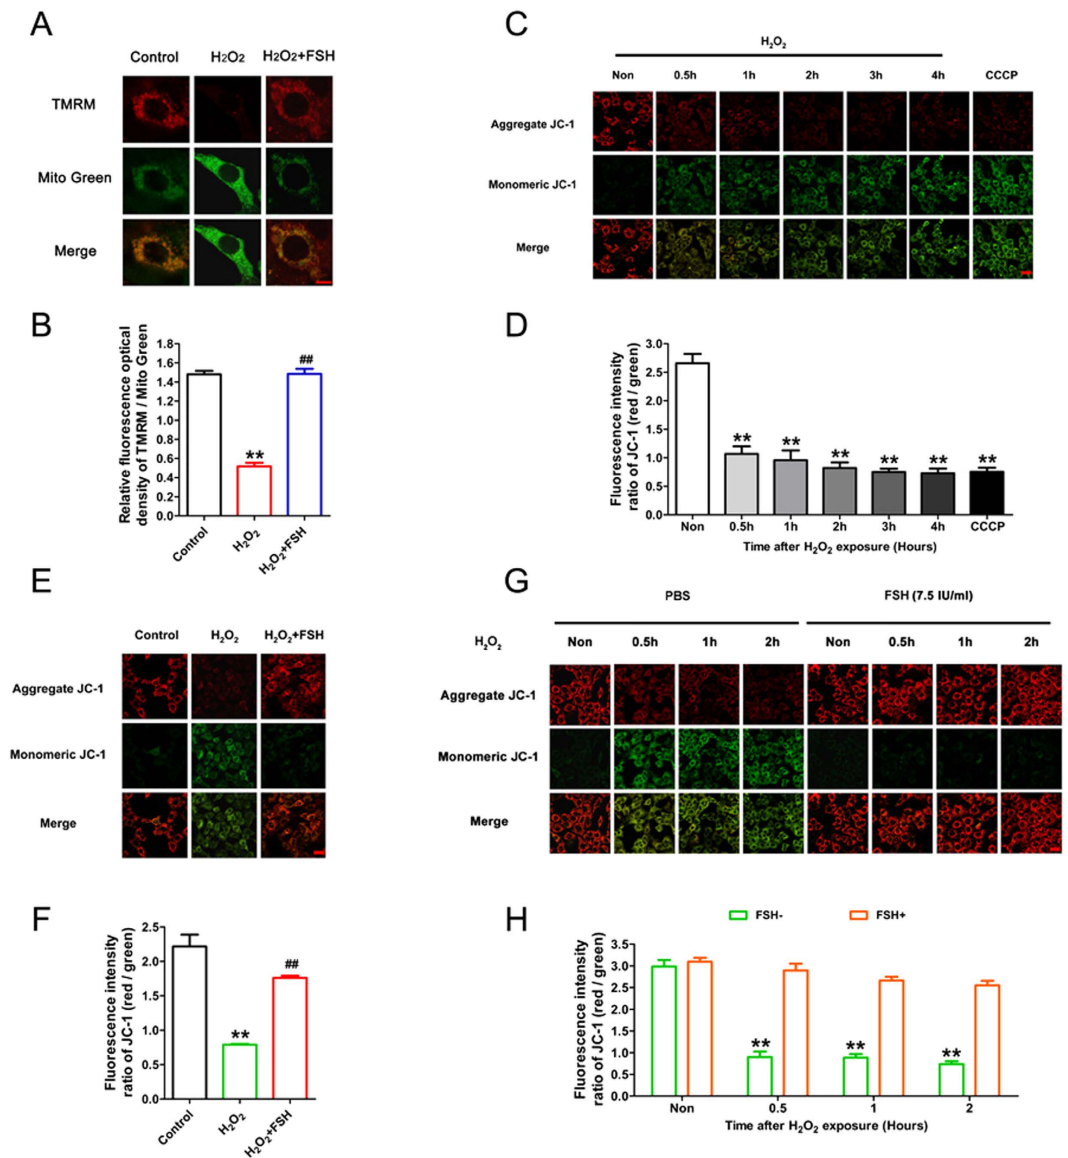 A
Control H2O2 H2O2+FSH
TMRM
Mito Green
Merge
C
H₂O₂
Non 0.5h 1h 2h 3h 4h CCCP
Aggregate JC-1
Monomeric JC-1
Merge
B
Relative fluorescence optical
density of TMRM / Mito Green
1.8
1.6
1.4
1.2
1.0
0.8
0.6
0.4
0.2
0.0
**
##
Control H₂O₂ H₂O₂+FSH
D
Fluorescence intensity
ratio of JC-1 (red / green)
3.0
2.5
2.0
1.5
1.0
0.5
0.0
** ** ** ** ** **
Non 0.5h 1h 2h 3h 4h CCCP
Time after H₂O₂ exposure (Hours)
E
Control H₂O₂ H₂O₂+FSH
Aggregate JC-1
Monomeric JC-1
Merge
G
PBS FSH (7.5 IU/ml)
H₂O₂ Non 0.5h 1h 2h Non 0.5h 1h 2h
Aggregate JC-1
Monomeric JC-1
Merge
F
Fluorescence intensity
ratio of JC-1 (red / green)
2.5
2.0
1.5
1.0
0.5
0.0
**
##
Control H₂O₂ H₂O₂+FSH
H
FSH- FSH+
Fluorescence intensity
ratio of JC-1 (red / green)
3.5
3.0
2.5
2.0
1.5
1.0
0.5
0.0
** ** **
Non 0.5 1 2
Time after H₂O₂ exposure (Hours)